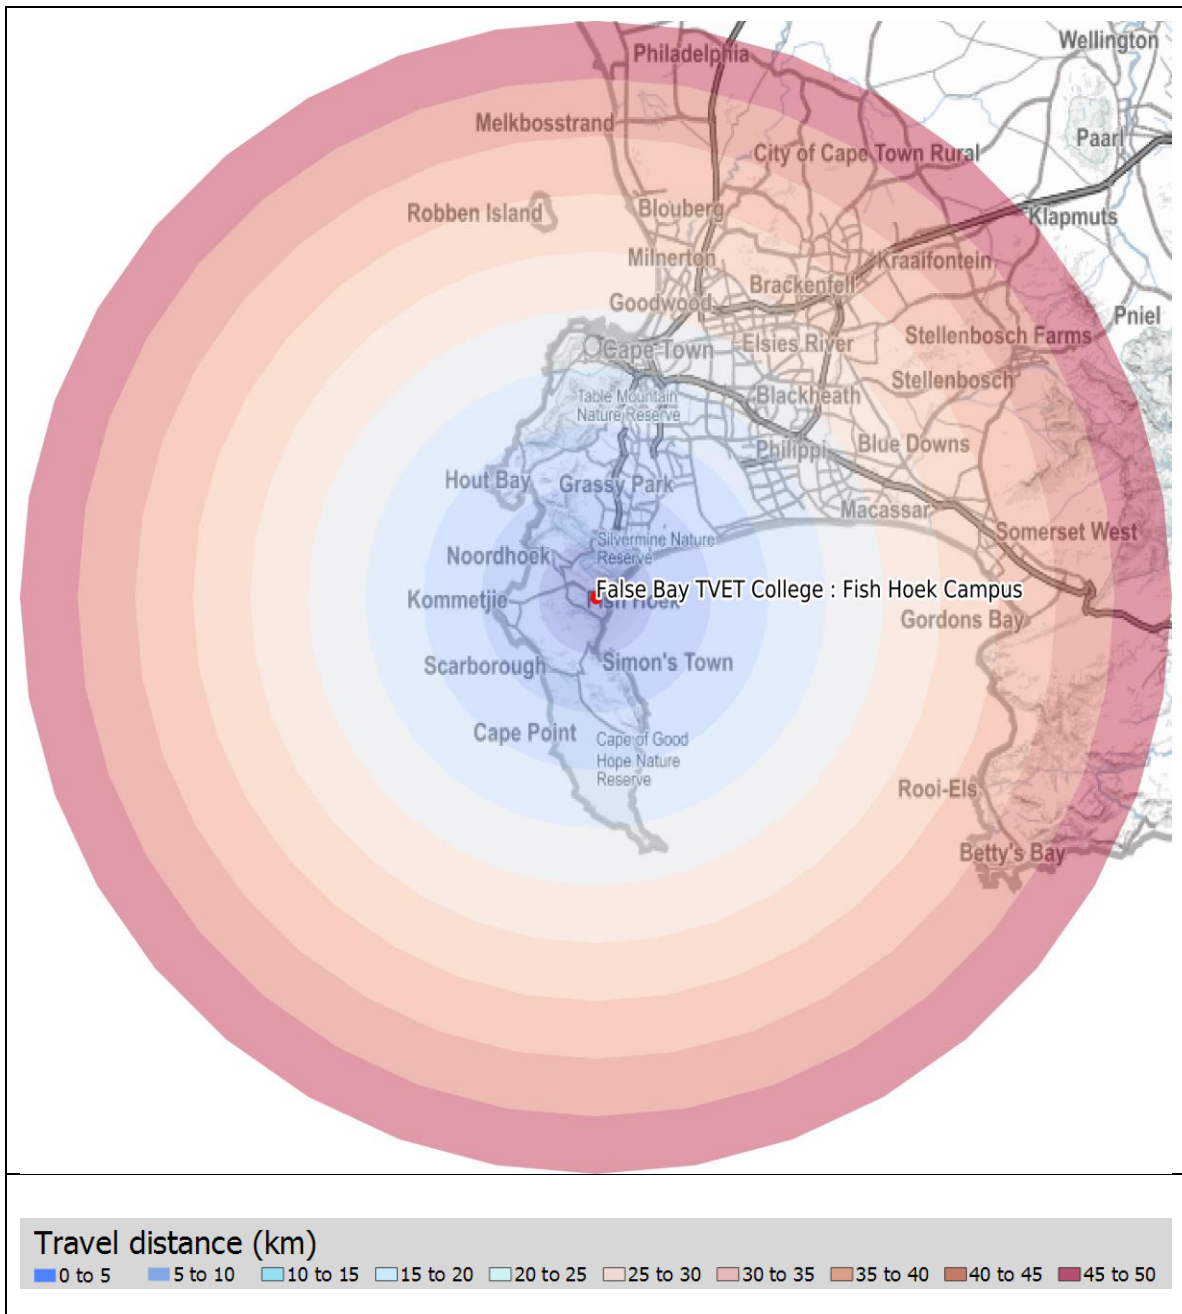 Wellington
Philadelphia
Melkbosstrand
Paarl
City of Cape Town Rural
Robben Island
Blouberg
Klapmuts
Milnerton
Kraaifontein
Brackenfell
Goodwood
Pniel
Stellenbosch Farms
Cape Town
Elsies River
Stellenbosch
Table Mountain
Nature Reserve
Blackheath
Philippi
Blue Downs
Hout Bay
Grassy Park
Macassar
Somerset West
Silvermine Nature
Reserve
Noordhoek
False Bay TVET College : Fish Hoek Campus
Kommetjie
Fish Hoek
Gordons Bay
Scarborough
Simon's Town
Cape Point
Cape of Good
Hope Nature
Reserve
Rooi-Els
Betty's Bay
Travel distance (km)
0 to 5 5 to 10 10 to 15 15 to 20 20 to 25 25 to 30 30 to 35 35 to 40 40 to 45 45 to 50